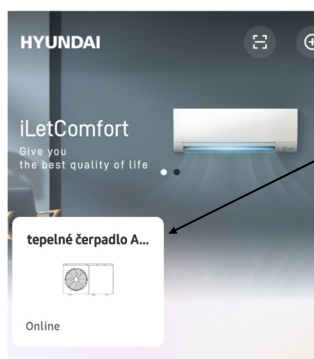 HYUNDAI
iLetComfort
Give you
the best quality of life
tepelné čerpadlo A...
Online